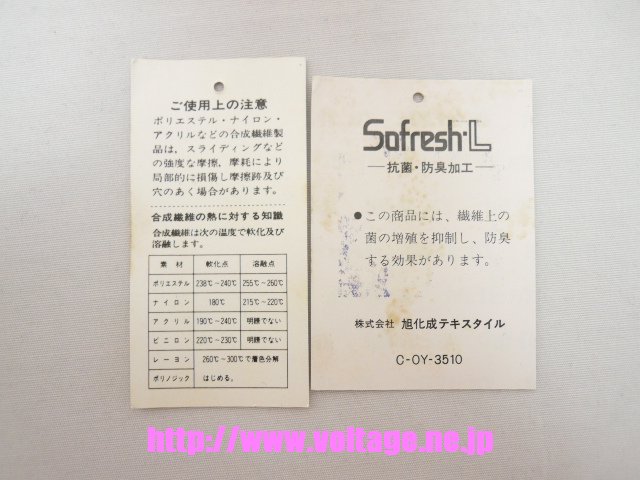 ご使用上の注意
ポリエステル・ナイロン・
アクリルなどの合成繊維製
品は、スライディングなど
の強度な摩擦，摩耗により
局部的に損傷し摩擦跡及び
穴のあく場合があります。
合成繊維の熱に対する知識
合成繊維は次の温度で軟化及び
溶融します。
素材 軟化点 溶融点
ポリエステル 238℃~240℃ 255℃~260℃
ナイロン 180℃ 215℃~220℃
アクリル 190℃~240℃ 明瞭でない
ビニロン 220℃~230℃ 明瞭でない
レーヨン 260℃~300℃で着色分解
ポリノジック はじめる。
Sofresh-L
抗菌・防臭加工
●この商品には、繊維上の
菌の増殖を抑制し、防臭
する効果があります。
株式会社 旭化成テキスタイル
C-OY-3510
http://www.voltage.ne.jp